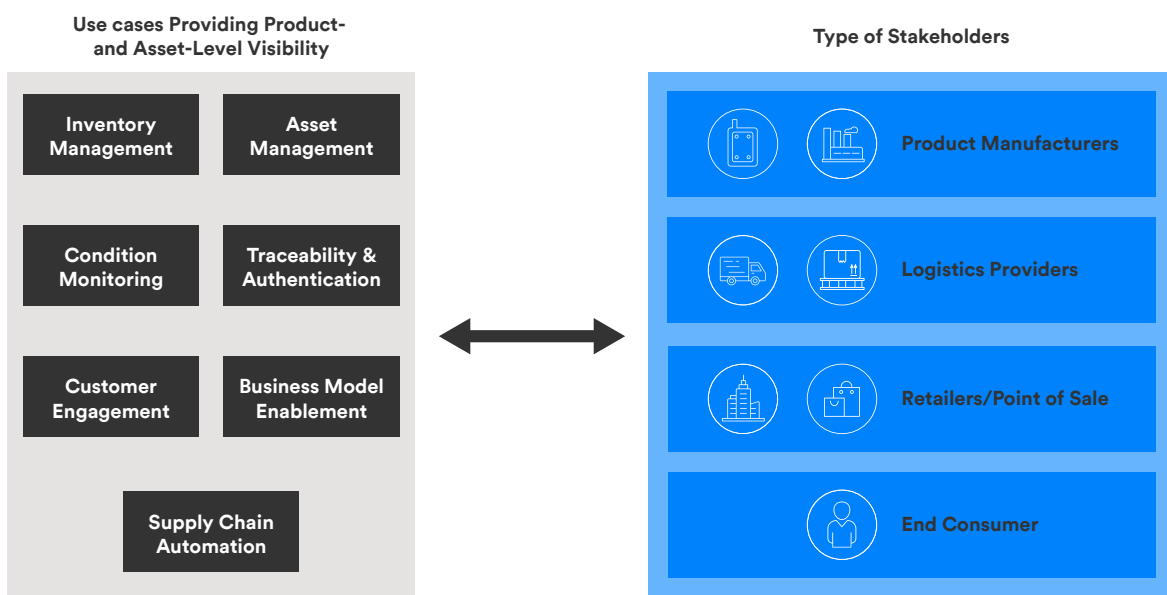 Use cases Providing Product-
and Asset-Level Visibility
Inventory
Management
Asset
Management
Condition
Monitoring
Traceability &
Authentication
Customer
Engagement
Business Model
Enablement
Supply Chain
Automation
Type of Stakeholders
Product Manufacturers
Logistics Providers
Retailers/Point of Sale
End Consumer